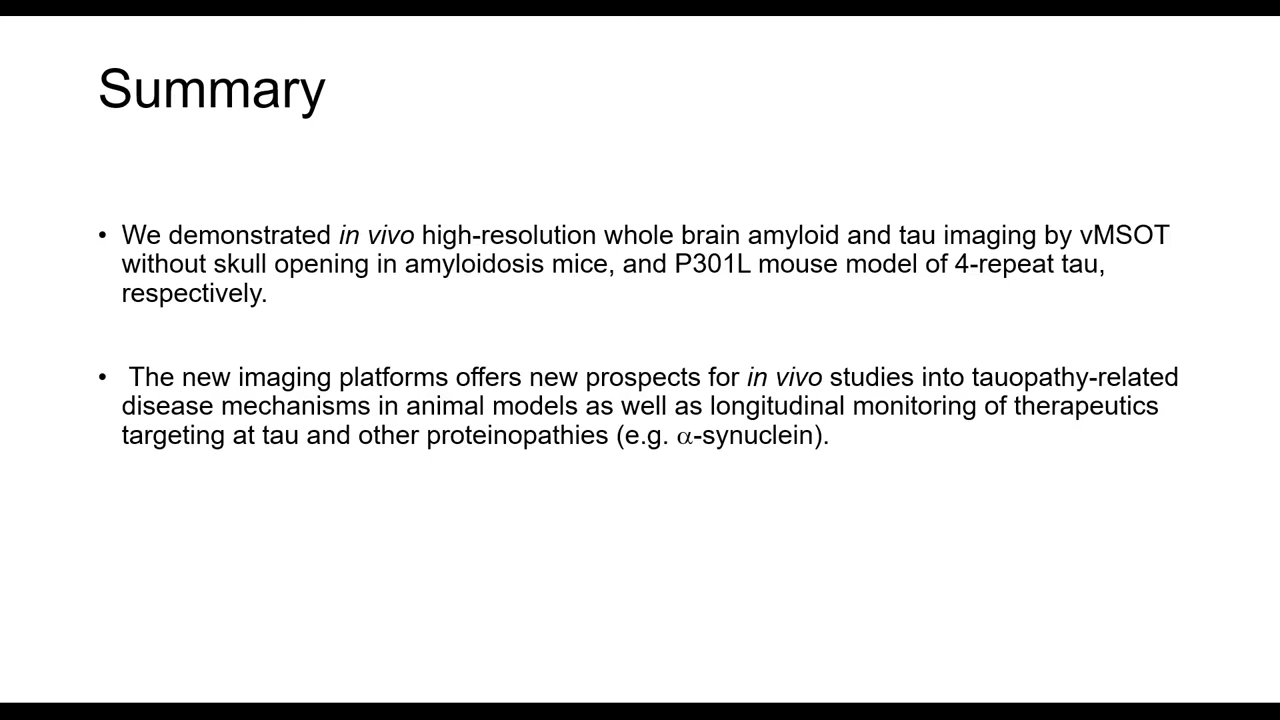 Summary
• We demonstrated in vivo high-resolution whole brain amyloid and tau imaging by vMSOT
without skull opening in amyloidosis mice, and P301L mouse model of 4-repeat tau,
respectively.
• The new imaging platforms offers new prospects for in vivo studies into tauopathy-related
disease mechanisms in animal models as well as longitudinal monitoring of therapeutics
targeting at tau and other proteinopathies (e.g. α-synuclein).